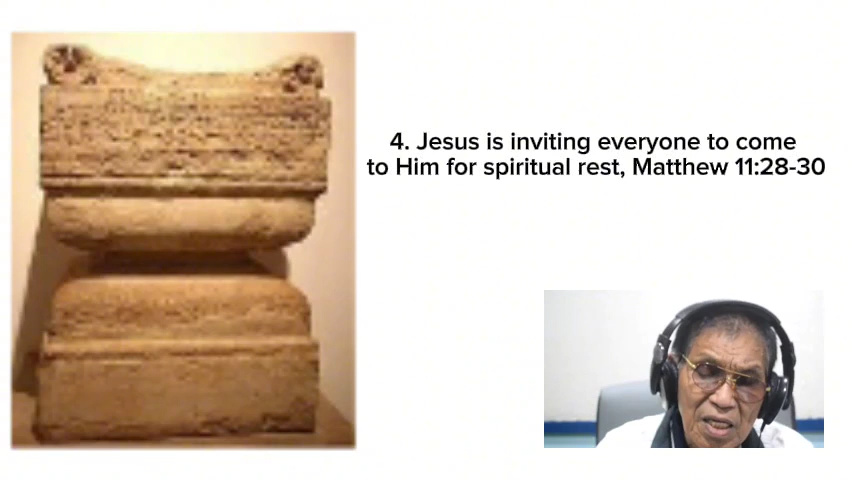 4. Jesus is inviting everyone to come
to Him for spiritual rest, Matthew 11:28-30